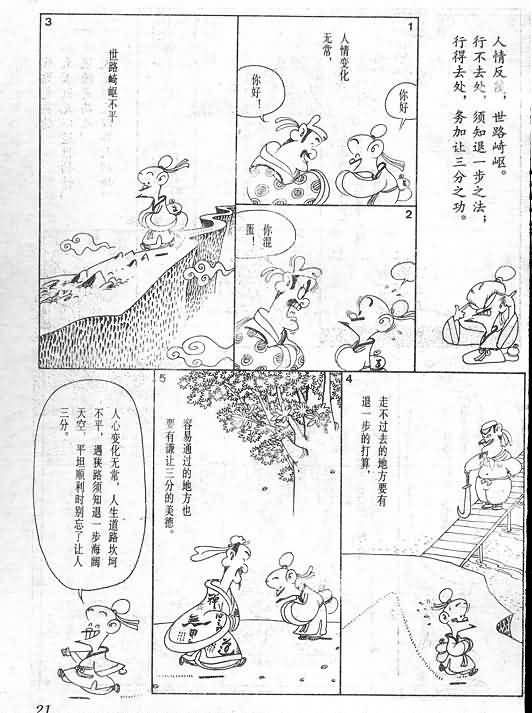 人情反,世路崎岖。
行不去处,须知退一步之法;
行得去处,务加让三分之功。
1
人情变化
无常,
你好
你好!
2
你混
蛋!
3
世路崎岖不平
4
走不过去的地方要有
退一步的打算,
5
容易通过的地方也
要有谦让三分的美德。
無
道
人心变化无常,人生道路坎坷
不平,遇狭路须知退一步海阔
天空,平坦顺利时别忘了让人
三分。
21